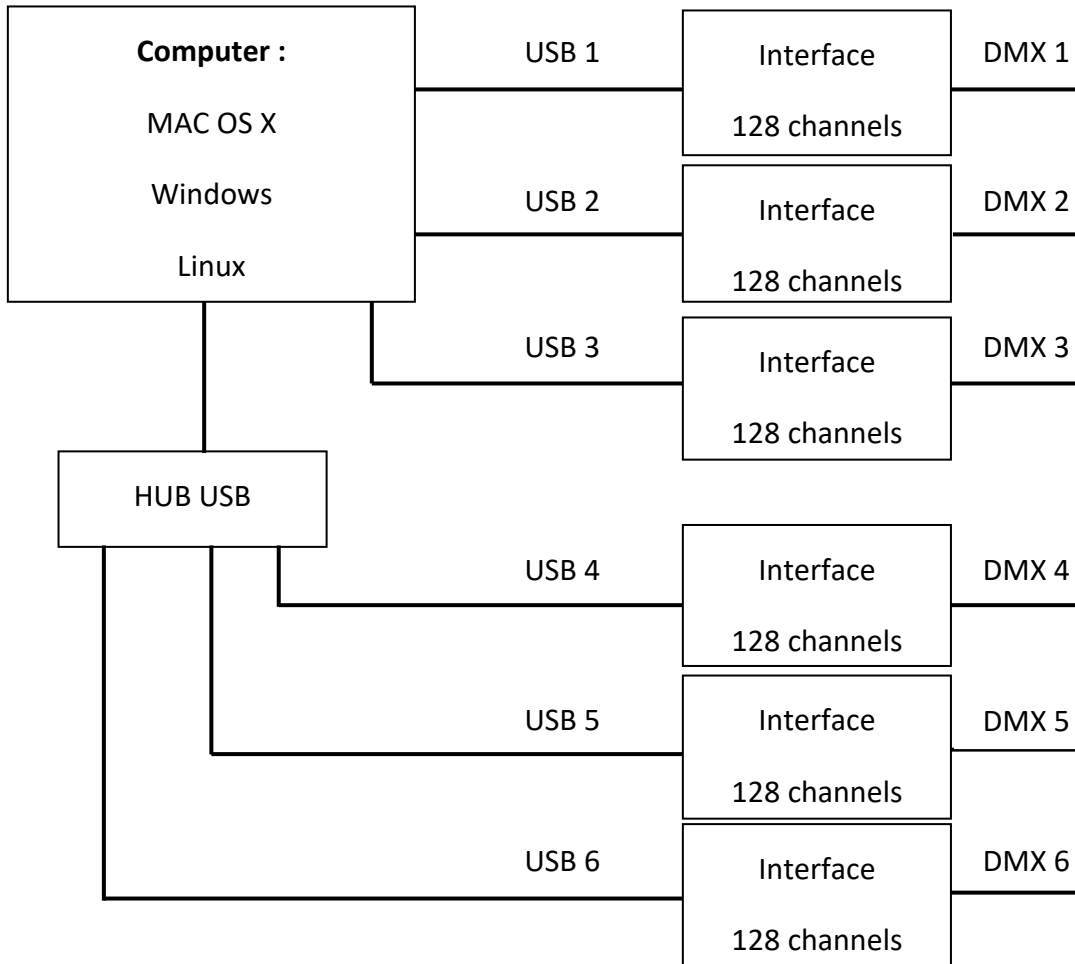 Computer :
MAC OS X
Windows
Linux
USB 1
Interface
128 channels
DMX 1
USB 2
Interface
128 channels
DMX 2
USB 3
Interface
128 channels
DMX 3
HUB USB
USB 4
Interface
128 channels
DMX 4
USB 5
Interface
128 channels
DMX 5
USB 6
Interface
128 channels
DMX 6